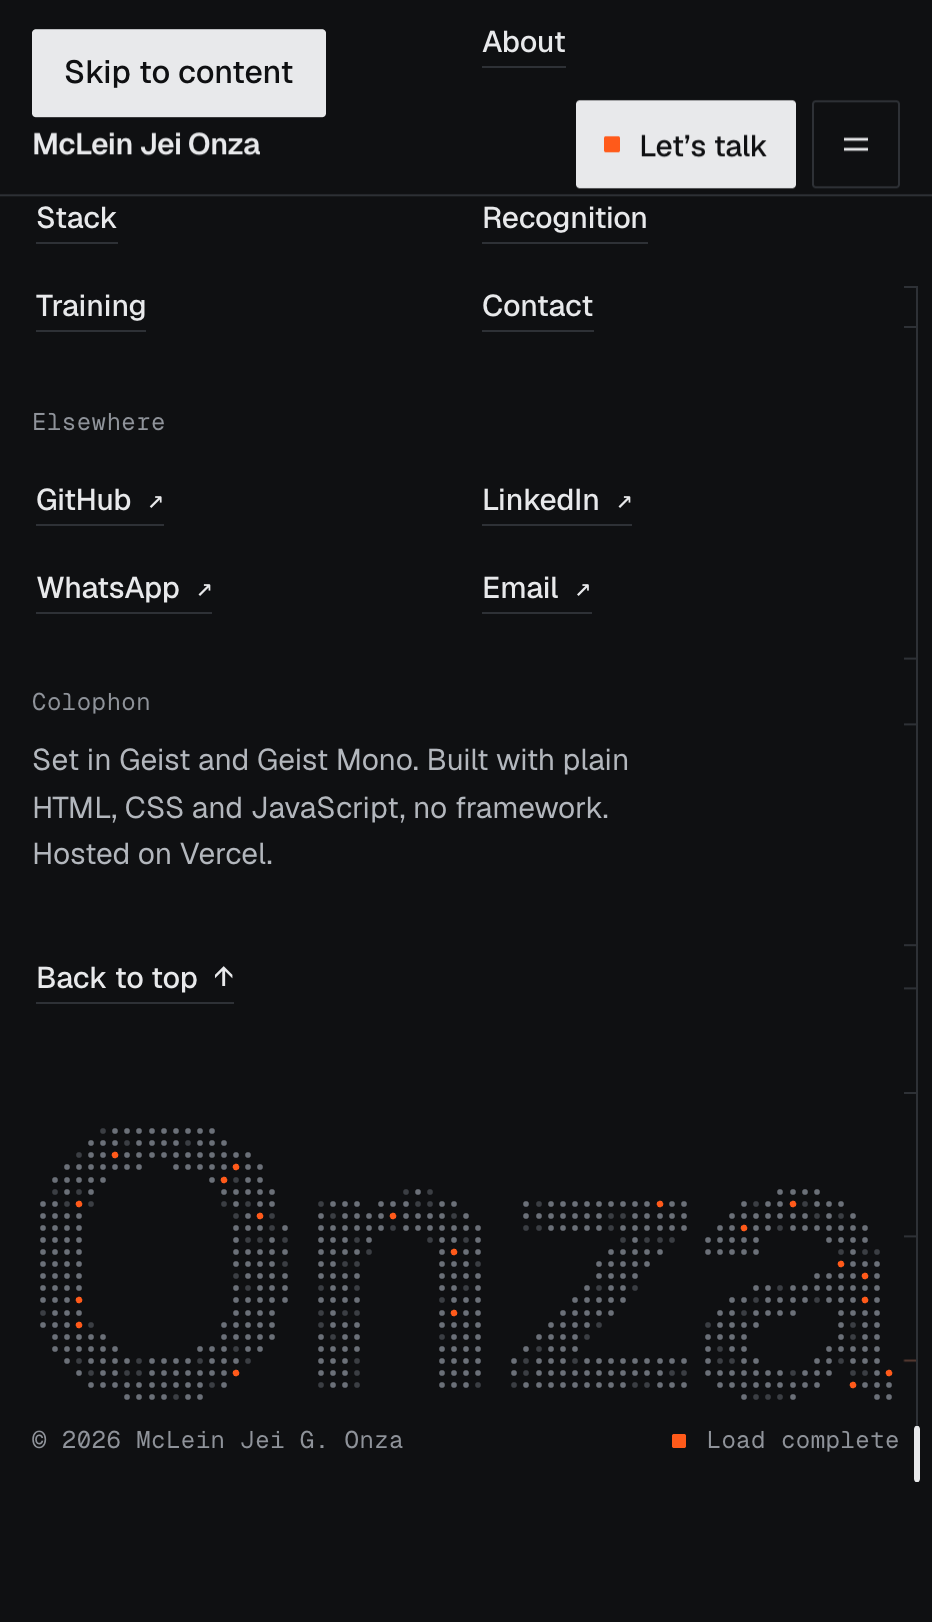 Skip to content
About
McLein Jei Onza
Let’s talk
Stack
Recognition
Training
Contact
Elsewhere
GitHub ↗
LinkedIn ↗
WhatsApp ↗
Email ↗
Colophon
Set in Geist and Geist Mono. Built with plain
HTML, CSS and JavaScript, no framework.
Hosted on Vercel.
Back to top ↑
Onza
© 2026 McLein Jei G. Onza
Load complete